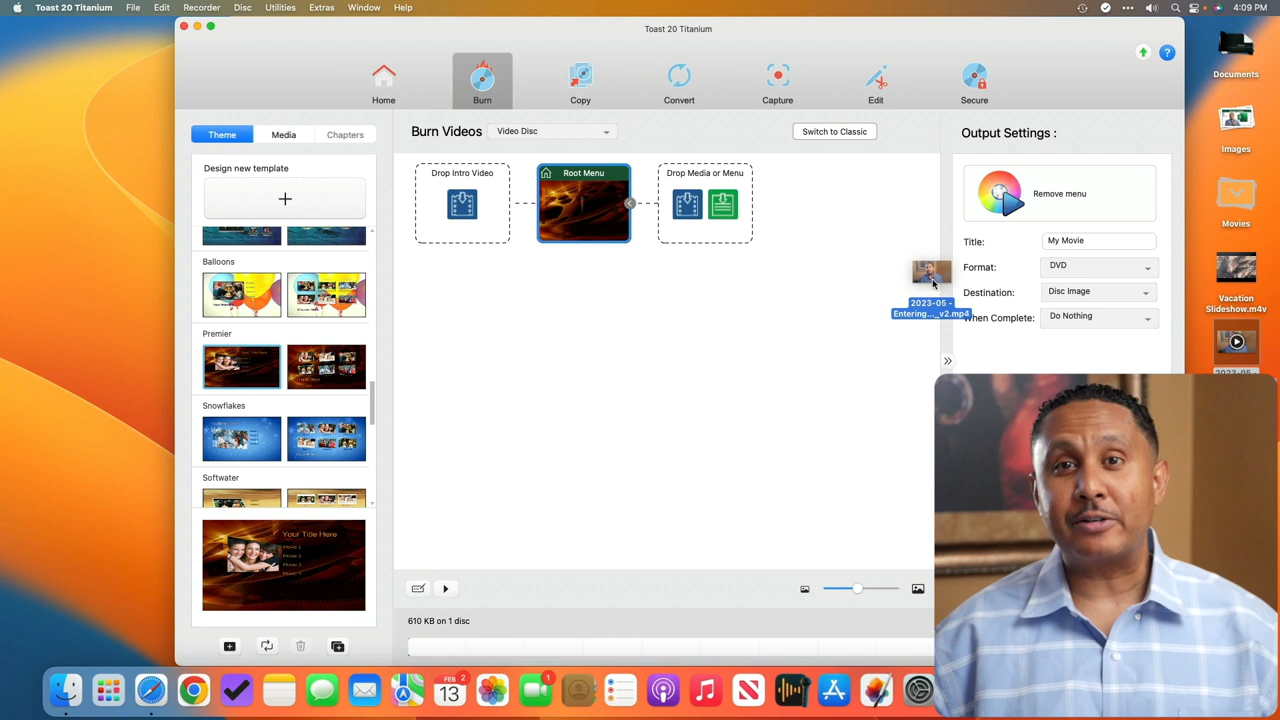 Toast 20 Titanium File Edit Recorder Disc Utilities Extras Window Help 4:09 PM
Toast 20 Titanium
?
Home Burn Copy Convert Capture Edit Secure
Documents
Images
Movies
Vacation
Slideshow.m4v
2023-05 -
Theme Media Chapters
Design new template
+
Balloons
Premier
Snowflakes
Softwater
Your Title Here
Burn Videos Video Disc Switch to Classic
Drop Intro Video Root Menu Drop Media or Menu
2023-05 -
Entering..._v2.mp4
610 KB on 1 disc
Output Settings :
Remove menu
Title: My Movie
Format: DVD
Destination: Disc Image
When Complete: Do Nothing
FEB 2
13
1